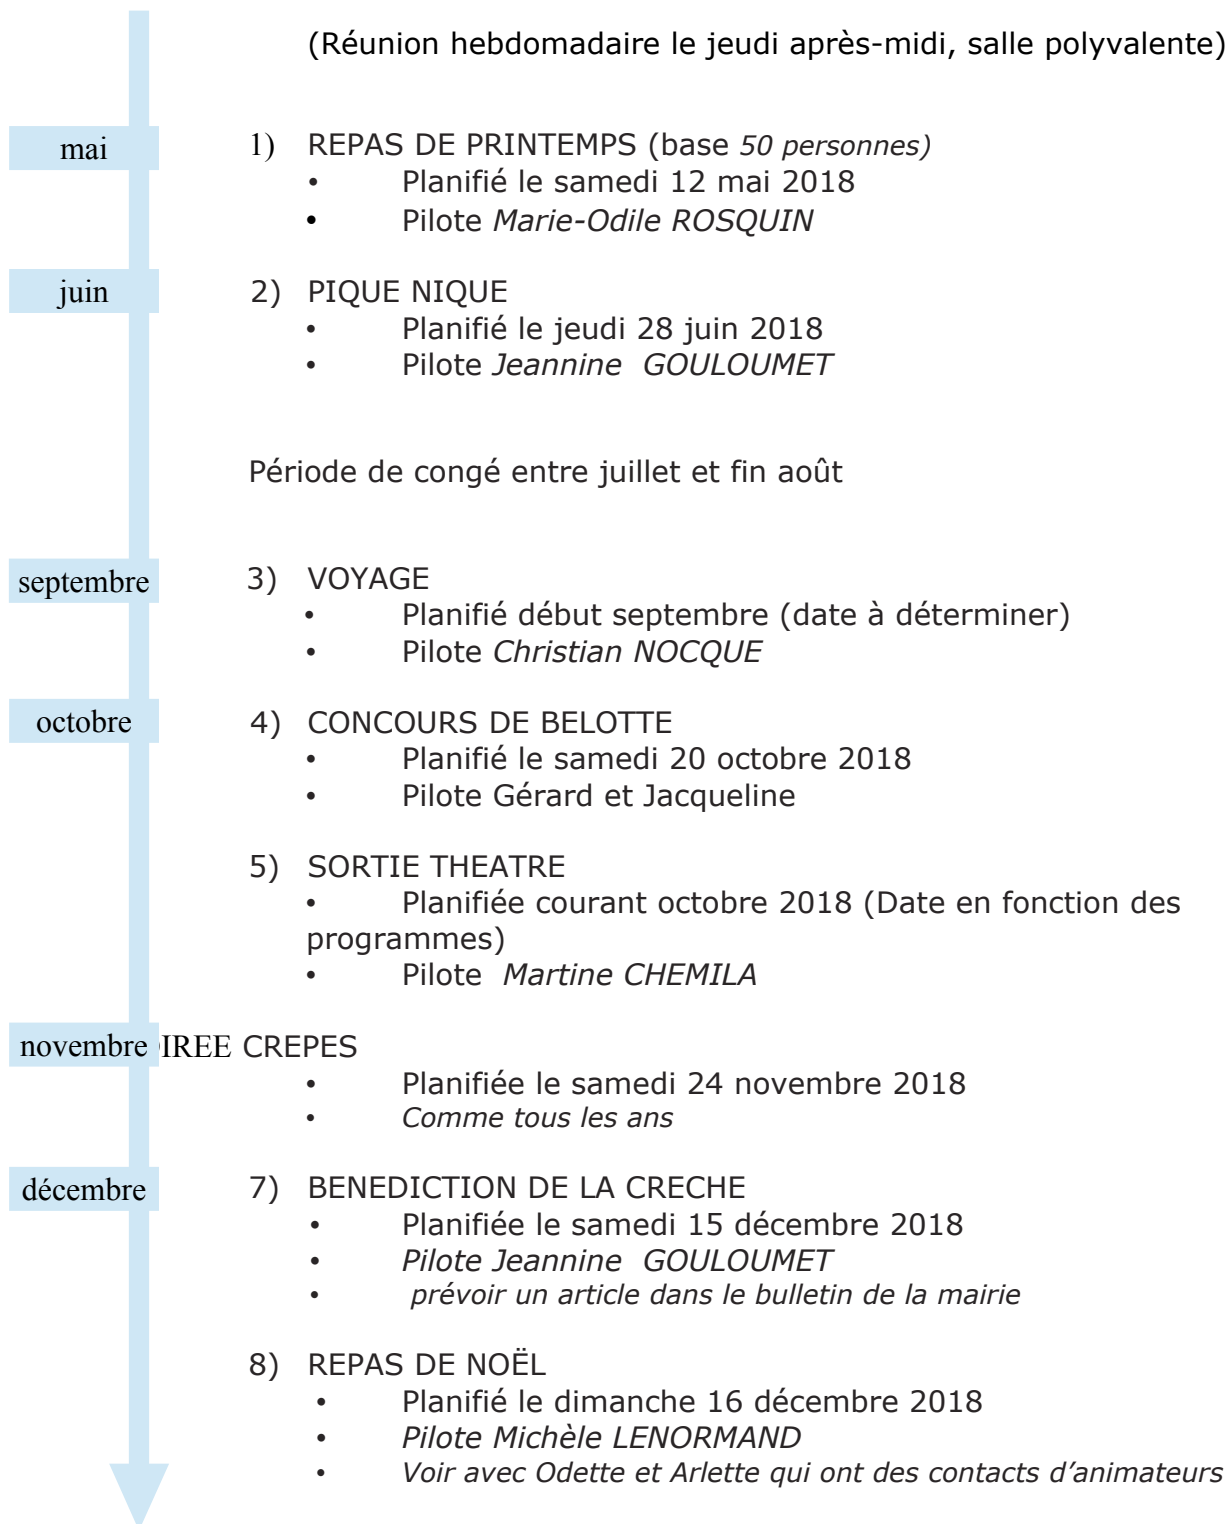 (Réunion hebdomadaire le jeudi après-midi, salle polyvalente)
mai
1) REPAS DE PRINTEMPS (base 50 personnes)
• Planifié le samedi 12 mai 2018
• Pilote Marie-Odile ROSQUIN
juin
2) PIQUE NIQUE
• Planifié le jeudi 28 juin 2018
• Pilote Jeannine GOULOUMET
Période de congé entre juillet et fin août
septembre
3) VOYAGE
• Planifié début septembre (date à déterminer)
• Pilote Christian NOCQUE
octobre
4) CONCOURS DE BELOTTE
• Planifié le samedi 20 octobre 2018
• Pilote Gérard et Jacqueline
5) SORTIE THEATRE
• Planifiée courant octobre 2018 (Date en fonction des
programmes)
• Pilote Martine CHEMILA
novembre
IREE CREPES
• Planifiée le samedi 24 novembre 2018
• Comme tous les ans
décembre
7) BENEDICTION DE LA CRECHE
• Planifiée le samedi 15 décembre 2018
• Pilote Jeannine GOULOUMET
• prévoir un article dans le bulletin de la mairie
8) REPAS DE NOËL
• Planifié le dimanche 16 décembre 2018
• Pilote Michèle LENORMAND
• Voir avec Odette et Arlette qui ont des contacts d’animateurs